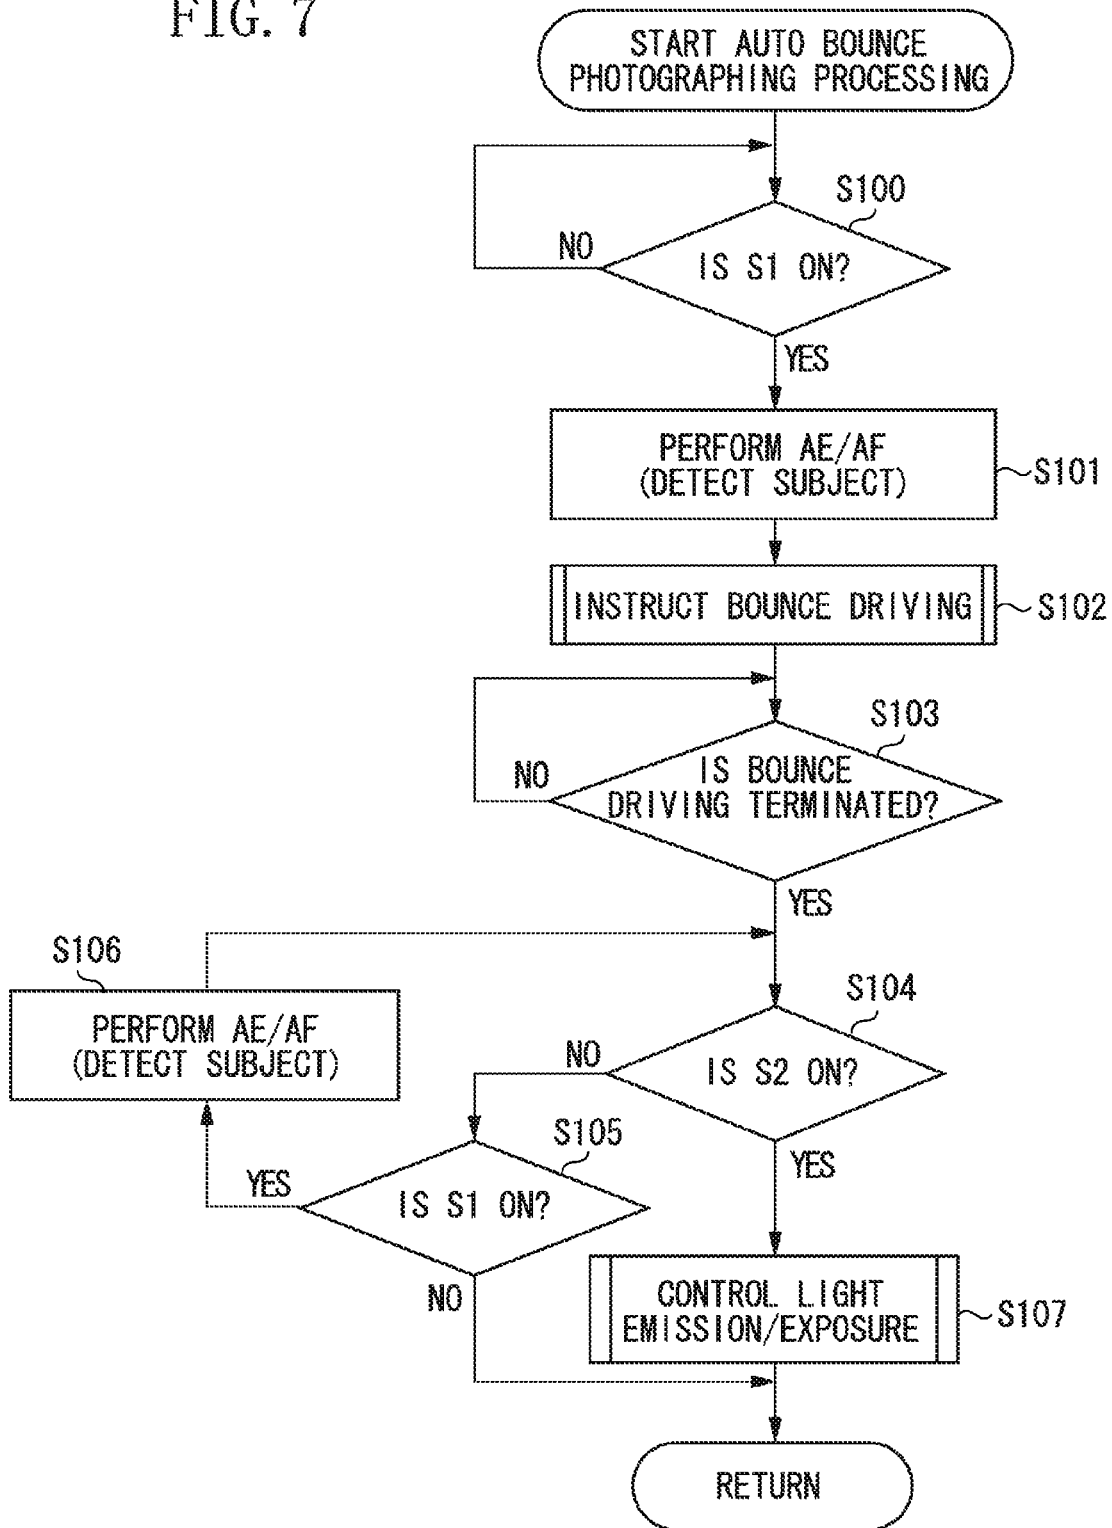 FIG. 7
START AUTO BOUNCE
PHOTOGRAPHING PROCESSING
S100
NO
IS S1 ON?
YES
PERFORM AE/AF
(DETECT SUBJECT)
S101
INSTRUCT BOUNCE DRIVING
S102
S103
NO
IS BOUNCE
DRIVING TERMINATED?
YES
S106
PERFORM AE/AF
(DETECT SUBJECT)
S104
NO
IS S2 ON?
YES
S105
YES
IS S1 ON?
NO
CONTROL LIGHT
EMISSION/EXPOSURE
S107
RETURN